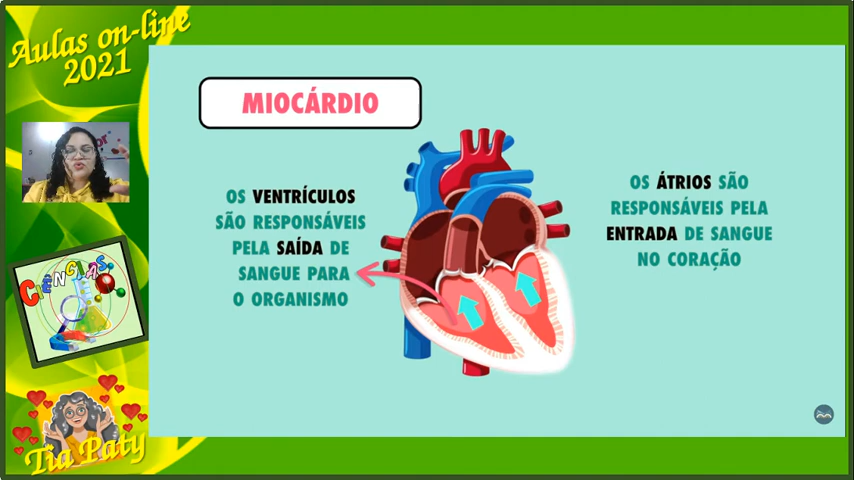 Aulas on-line
2021
MIOCÁRDIO
OS VENTRÍCULOS
SÃO RESPONSÁVEIS
PELA SAÍDA DE
SANGUE PARA
O ORGANISMO
OS ÁTRIOS SÃO
RESPONSÁVEIS PELA
ENTRADA DE SANGUE
NO CORAÇÃO
CIÊNCIAS
Tia Paty